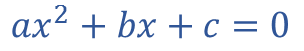 ax² + bx + c = 0